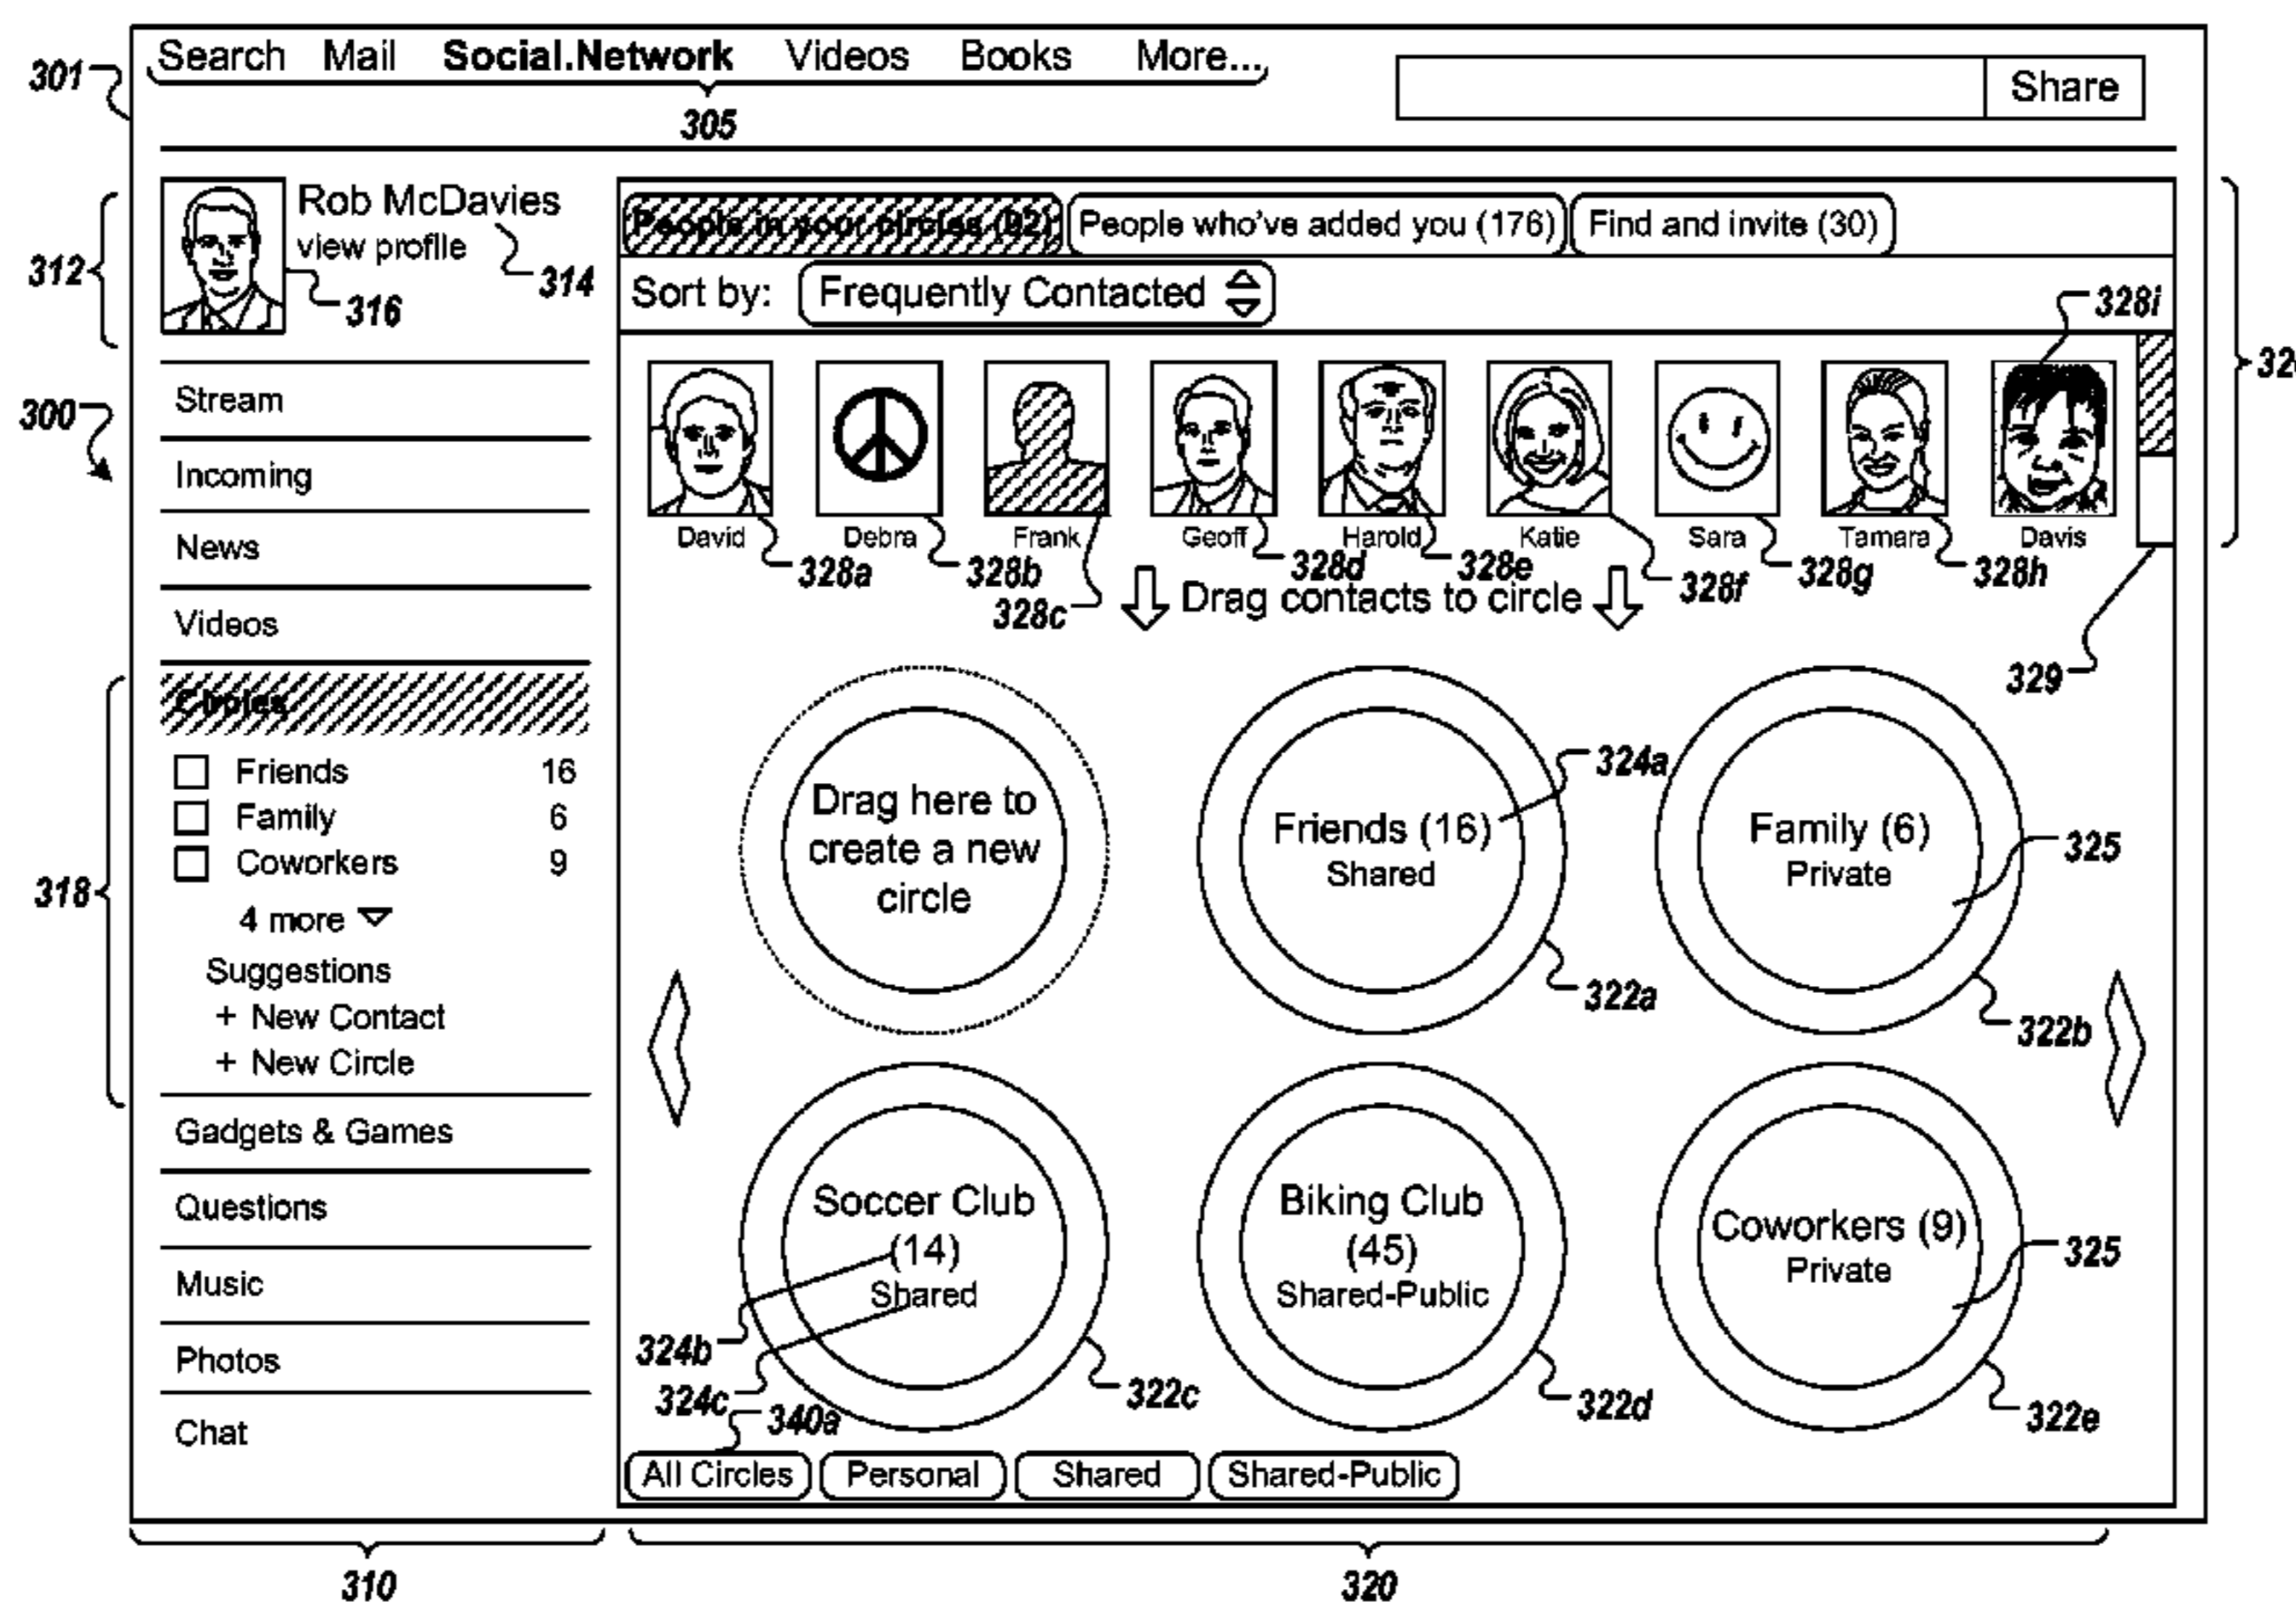 Search Mail Social.Network Videos Books More...
Share
301
305
312
Rob McDavies
view profile
314
316
People in your circles (92) People who've added you (176) Find and invite (30)
Sort by: Frequently Contacted
328i
300
Stream
Incoming
News
Videos
David Debra Frank Geoff Harold Katie Sara Tamara Davis
328a 328b 328c 328d 328e 328f 328g 328h
Drag contacts to circle
329
318
Circles
Friends 16
Family 6
Coworkers 9
4 more
Suggestions
+ New Contact
+ New Circle
Gadgets & Games
Questions
Music
Photos
Chat
Drag here to
create a new
circle
Friends (16)
Shared
324a
322a
Family (6)
Private
325
322b
Soccer Club
(14)
Shared
324b
324c
322c
Biking Club
(45)
Shared-Public
322d
Coworkers (9)
Private
325
322e
340a
All Circles Personal Shared Shared-Public
310
320